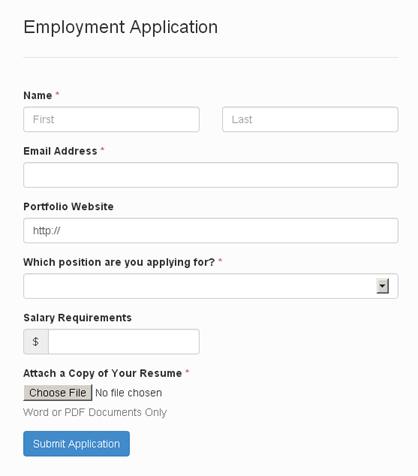 Employment Application
Name *
First Last
Email Address *
Portfolio Website
http://
Which position are you applying for? *
Salary Requirements
$
Attach a Copy of Your Resume *
Choose File No file chosen
Word or PDF Documents Only
Submit Application